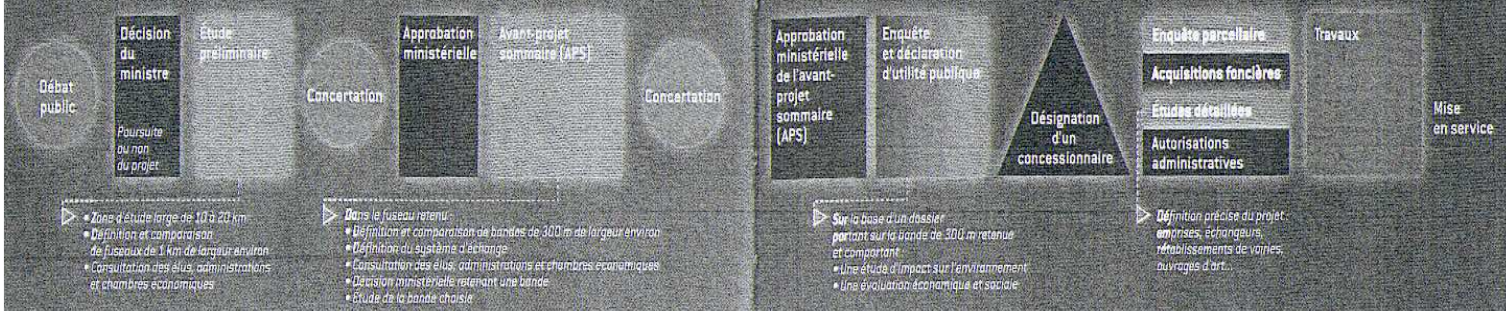 Débat
public
Décision
du
ministre
Poursuite
ou non
du projet
Étude
préliminaire
Concertation
Approbation
ministérielle
Avant-projet
sommaire (APS)
Concertation
Approbation
ministérielle
de l'avant-
projet
sommaire
(APS)
Enquête
et déclaration
d'utilité publique
Désignation
d'un
concessionnaire
Enquête parcellaire
Acquisitions foncières
Études détaillées
Autorisations
administratives
Travaux
Mise
en service
• Zone d'étude large de 10 à 20 km
• Définition et comparaison
de fuseaux de 1 km de largeur environ
• Consultation des élus, administrations
et chambres économiques
Dans le fuseau retenu :
• Définition et comparaison de bandes de 300 m de largeur environ
• Définition du système d'échange
• Consultation des élus, administrations et chambres économiques
• Décision ministérielle retenant une bande
• Étude de la bande choisie
Sur la base d'un dossier
portant sur la bande de 300 m retenue
et comportant :
• Une étude d'impact sur l'environnement
• Une évolution économique et sociale
Définition précise du projet :
emprises, échangeurs,
rétablissements de voiries,
ouvrages d'art...